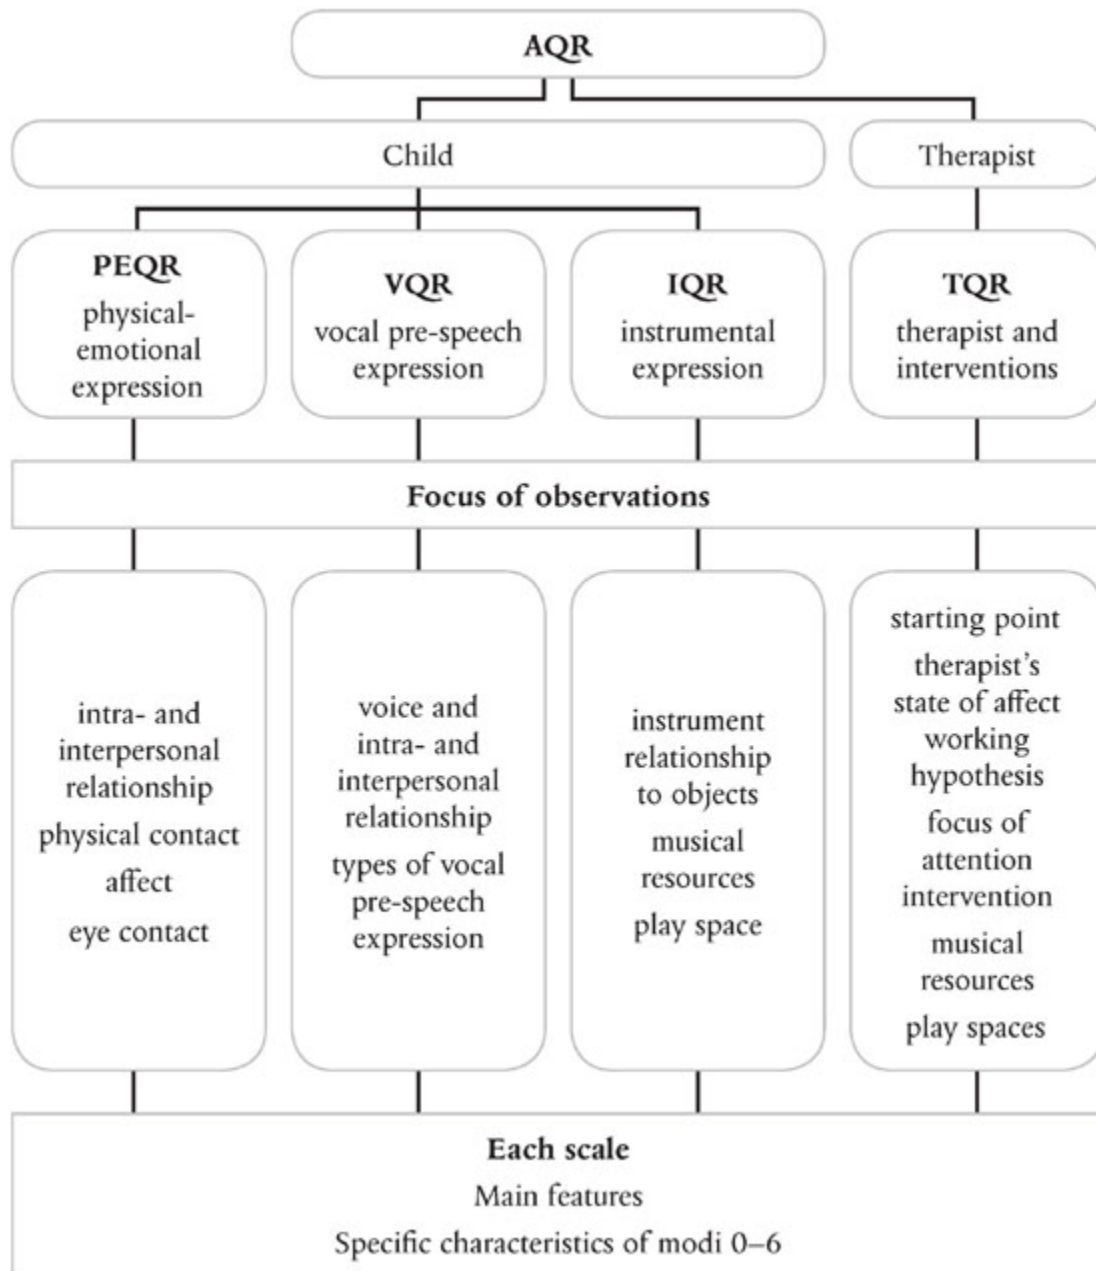 AQR
Child
Therapist
PEQR
physical-
emotional
expression
VQR
vocal pre-speech
expression
IQR
instrumental
expression
TQR
therapist and
interventions
Focus of observations
intra- and
interpersonal
relationship
physical contact
affect
eye contact
voice and
intra- and
interpersonal
relationship
types of vocal
pre-speech
expression
instrument
relationship
to objects
musical
resources
play space
starting point
therapist’s
state of affect
working
hypothesis
focus of
attention
intervention
musical
resources
play spaces
Each scale
Main features
Specific characteristics of modi 0–6